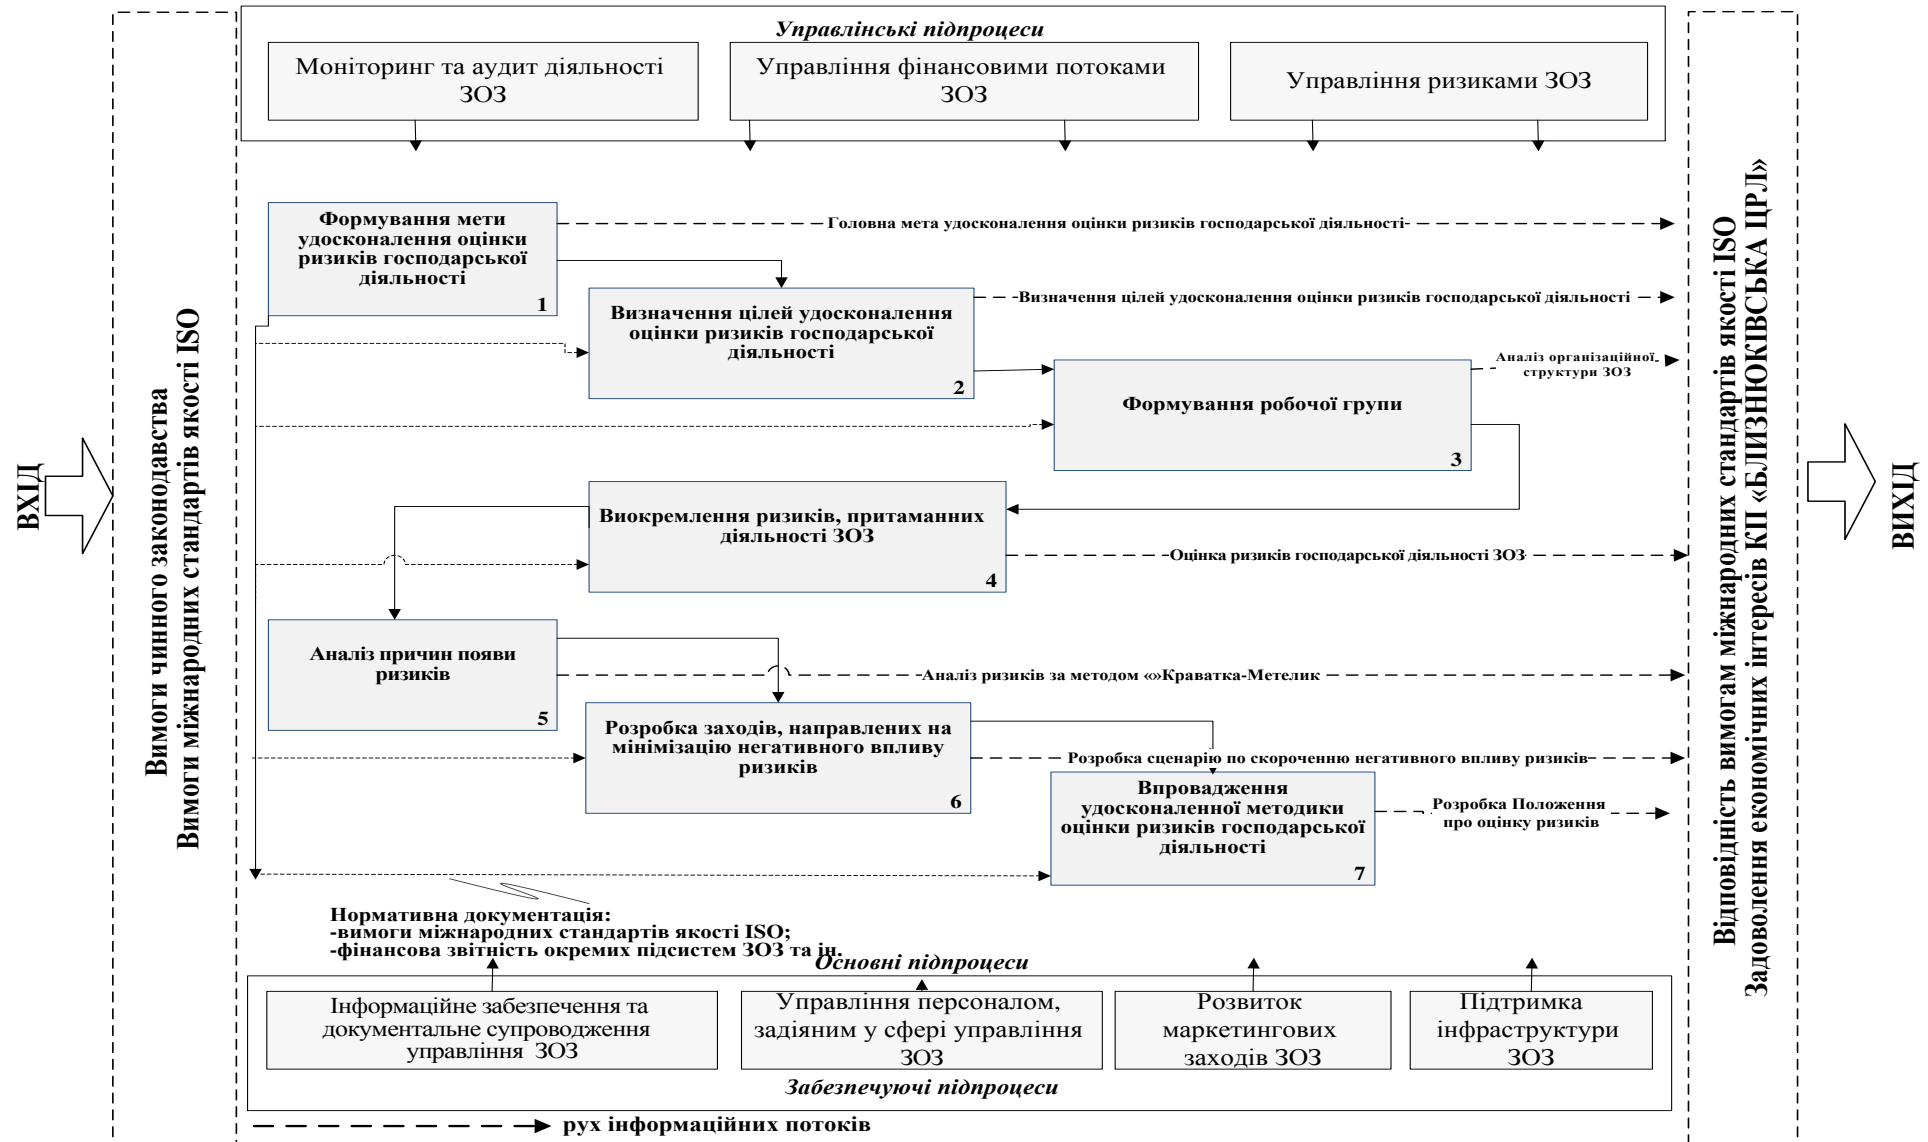 Управлінські підпроцеси
Моніторинг та аудит діяльності
ЗОЗ
Управління фінансовими потоками
ЗОЗ
Управління ризиками ЗОЗ
ВХІД
Вимоги чинного законодавства
Вимоги міжнародних стандартів якості ISO
Формування мети
удосконалення оцінки
ризиків господарської
діяльності
1
Головна мета удосконалення оцінки ризиків господарської діяльності
Визначення цілей удосконалення
оцінки ризиків господарської
діяльності
2
Визначення цілей удосконалення оцінки ризиків господарської діяльності
Формування робочої групи
3
Аналіз організаційної
структури ЗОЗ
Виокремлення ризиків, притаманних
діяльності ЗОЗ
4
Оцінка ризиків господарської діяльності ЗОЗ
Аналіз причин появи
ризиків
5
Аналіз ризиків за методом «»Краватка-Метелик
Розробка заходів, направлених на
мінімізацію негативного впливу
ризиків
6
Розробка сценарію по скороченню негативного впливу ризиків
Впровадження
удосконаленної методики
оцінки ризиків господарської
діяльності
7
Розробка Положення
про оцінку ризиків
Нормативна документація:
-вимоги міжнародних стандартів якості ISO;
-фінансова звітність окремих підсистем ЗОЗ та ін.
Основні підпроцеси
Інформаційне забезпечення та
документальне супроводження
управління ЗОЗ
Управління персоналом,
задіяним у сфері управління
ЗОЗ
Розвиток
маркетингових
заходів ЗОЗ
Підтримка
інфраструктури
ЗОЗ
Забезпечуючі підпроцеси
рух інформаційних потоків
Відповідність вимогам міжнародних стандартів якості ISO
Задоволення економічних інтересів КП «БЛИЗНЮКІВСЬКА ЦРЛ»
ВИХІД